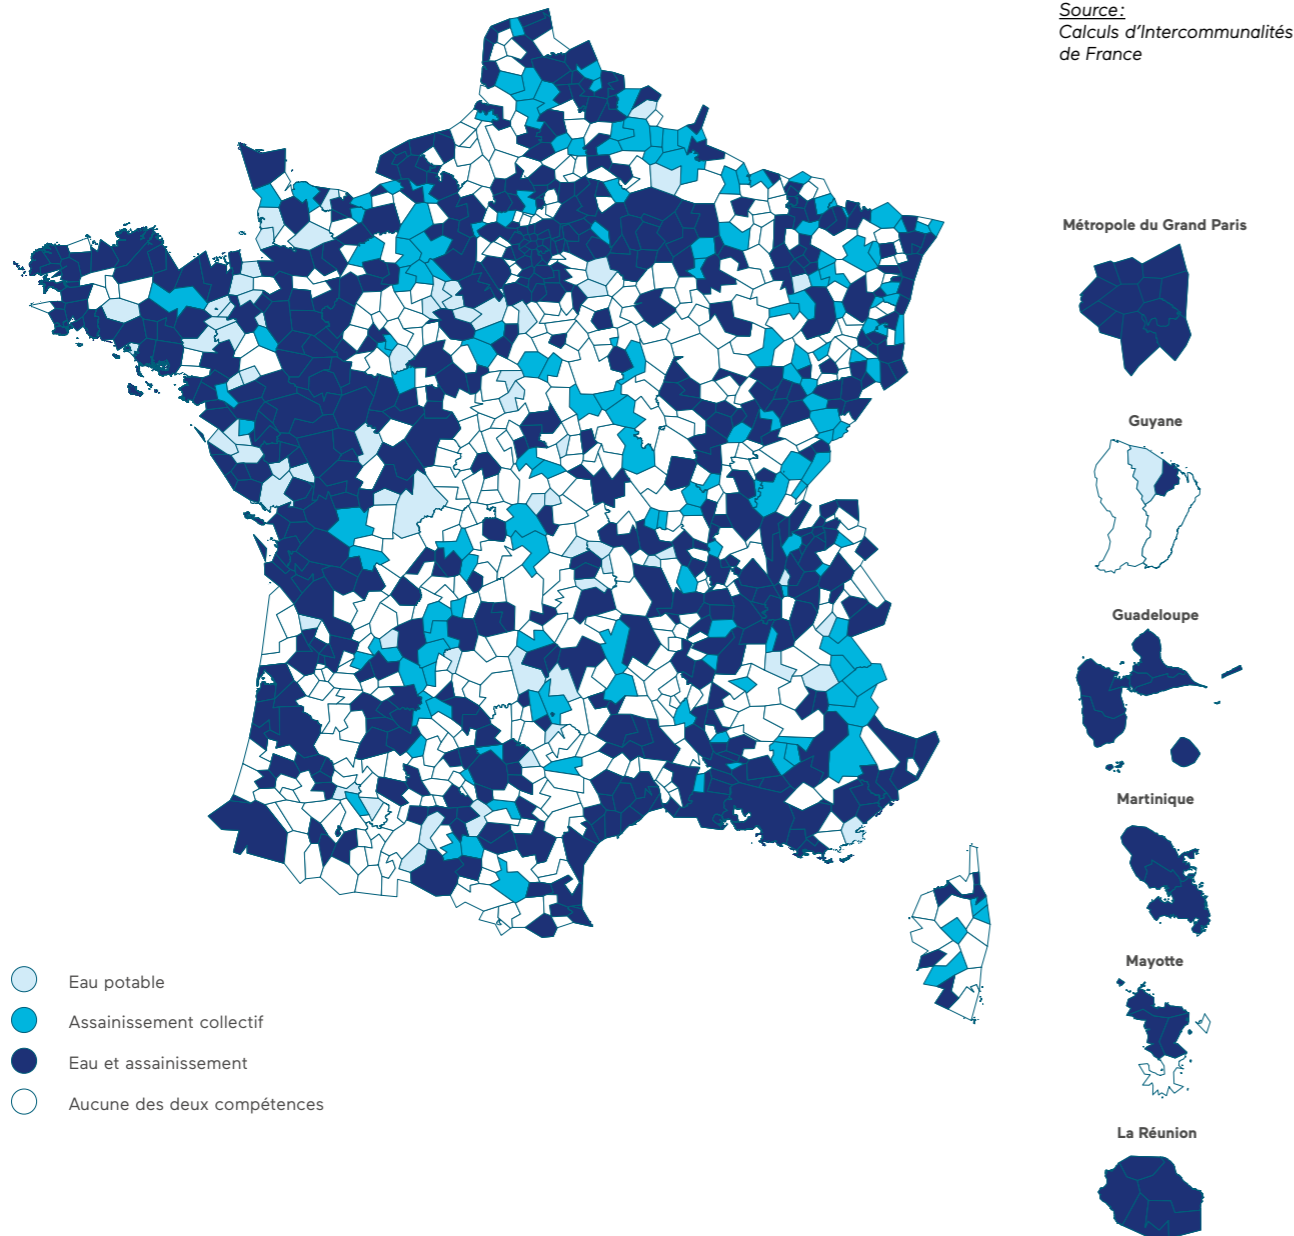 Source:
Calculs d'Intercommunalités
de France
Métropole du Grand Paris
Guyane
Guadeloupe
Martinique
Mayotte
La Réunion
Eau potable
Assainissement collectif
Eau et assainissement
Aucune des deux compétences